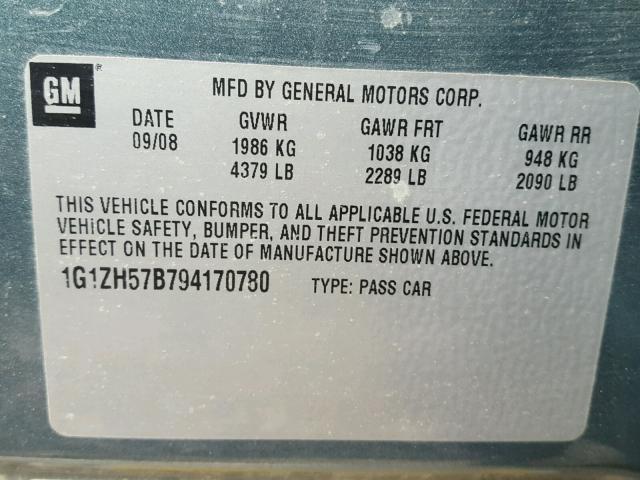 GM®
MFD BY GENERAL MOTORS CORP.
DATE GVWR GAWR FRT GAWR RR
09/08 1986 KG 1038 KG 948 KG
4379 LB 2289 LB 2090 LB
THIS VEHICLE CONFORMS TO ALL APPLICABLE U.S. FEDERAL MOTOR
VEHICLE SAFETY, BUMPER, AND THEFT PREVENTION STANDARDS IN
EFFECT ON THE DATE OF MANUFACTURE SHOWN ABOVE.
1G1ZH57B794170780 TYPE: PASS CAR